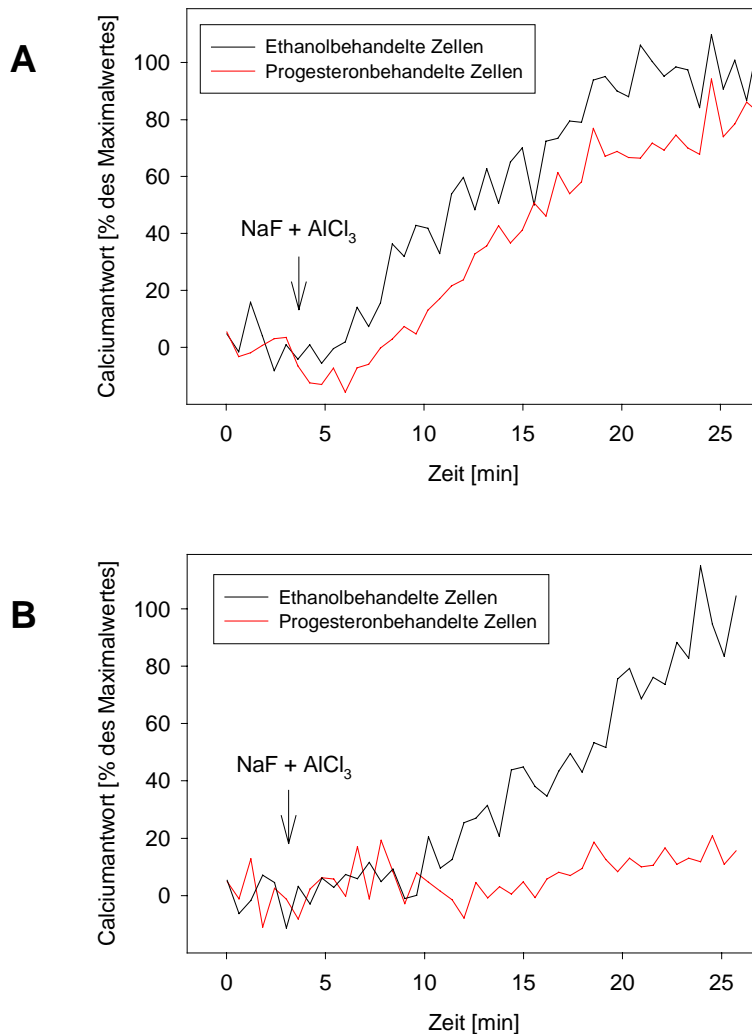 A
Calciumantwort [% des Maximalwertes]
100
80
60
40
20
0
Ethanolbehandelte Zellen
Progesteronbehandelte Zellen
NaF + AlCl₃
0 5 10 15 20 25
Zeit [min]
B
Calciumantwort [% des Maximalwertes]
100
80
60
40
20
0
Ethanolbehandelte Zellen
Progesteronbehandelte Zellen
NaF + AlCl₃
0 5 10 15 20 25
Zeit [min]